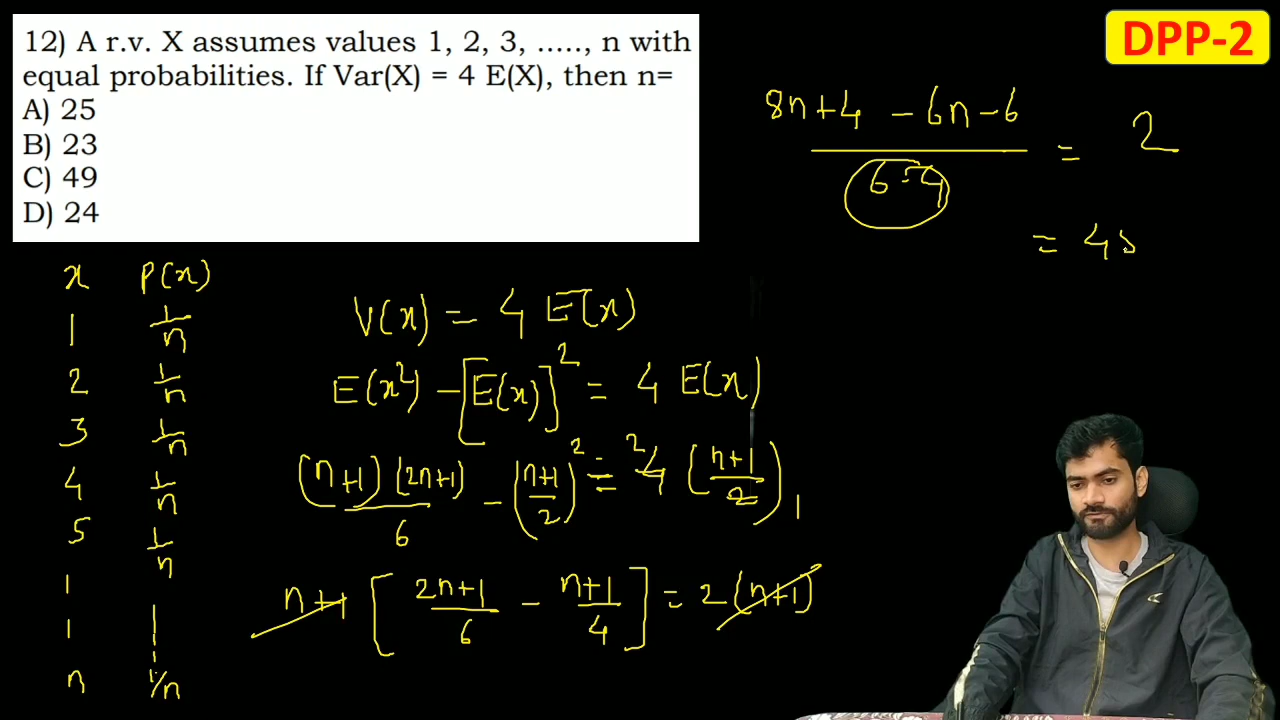 12) A r.v. X assumes values 1, 2, 3, ....., n with
equal probabilities. If Var(X) = 4 E(X), then n=
A) 25
B) 23
C) 49
D) 24
DPP-2
8n+4 - 6n-6 / 6·4 = 2
= 48
x P(x)
1 1/n
2 1/n
3 1/n
4 1/n
5 1/n
n 1/n
V(x) = 4 E(x)
E(x²) - [E(x)]² = 4 E(x)
(n+1)(2n+1)/6 - (n+1/2)² = ²4 (n+1/2)1
n+1 [2n+1/6 - n+1/4] = 2(n+1)